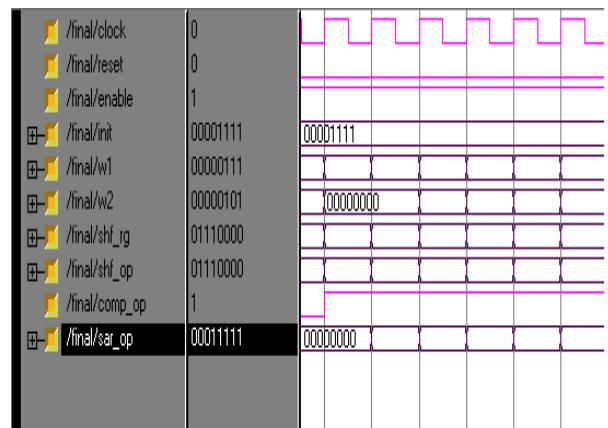 /final/clock 0
/final/reset 0
/final/enable 1
/final/init 00001111 00001111
/final/w1 00000111
/final/w2 00000101 00000000
/final/shf_rg 01110000
/final/shf_op 01110000
/final/comp_op 1
/final/sar_op 00011111 00000000